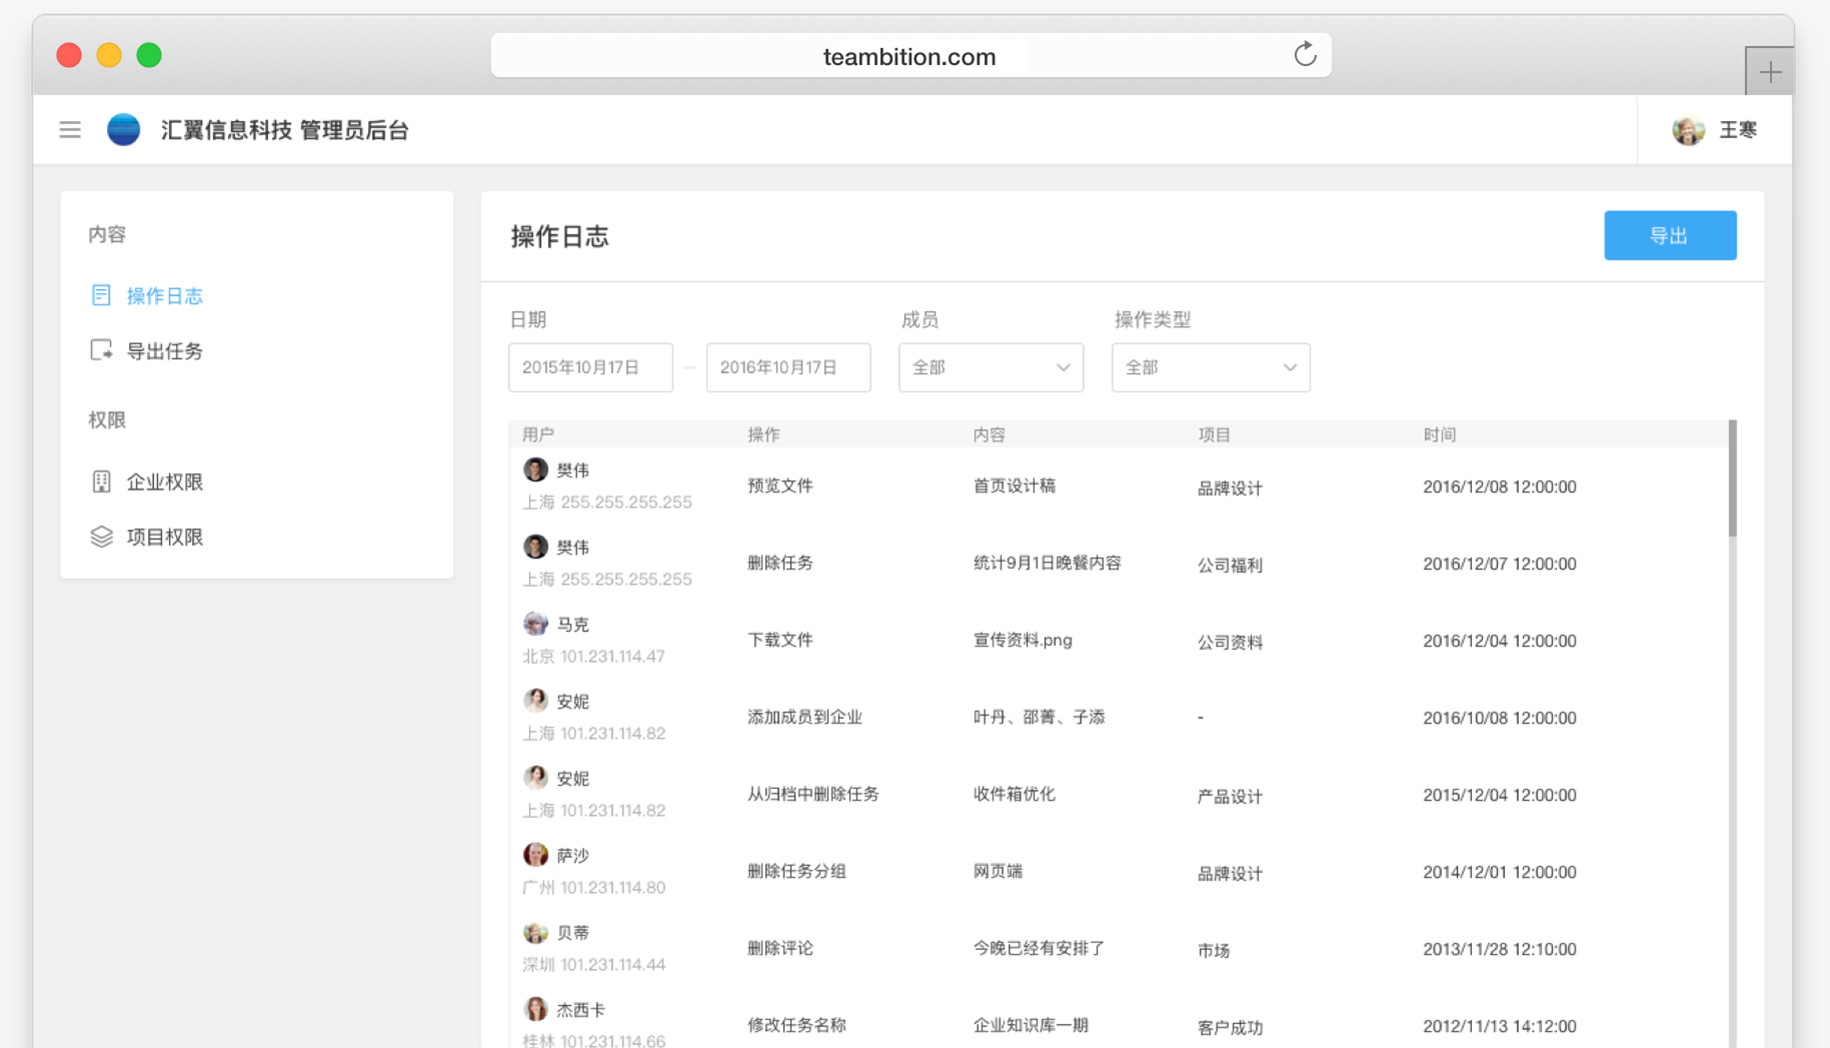 teambition.com
汇翼信息科技 管理员后台
王寒
内容
操作日志
导出任务
权限
企业权限
项目权限
操作日志
导出
日期
成员
操作类型
2015年10月17日 – 2016年10月17日
全部
全部
用户 操作 内容 项目 时间
樊伟
上海 255.255.255.255
预览文件 首页设计稿 品牌设计 2016/12/08 12:00:00
樊伟
上海 255.255.255.255
删除任务 统计9月1日晚餐内容 公司福利 2016/12/07 12:00:00
马克
北京 101.231.114.47
下载文件 宣传资料.png 公司资料 2016/12/04 12:00:00
安妮
上海 101.231.114.82
添加成员到企业 叶丹、邵菁、子添 - 2016/10/08 12:00:00
安妮
上海 101.231.114.82
从归档中删除任务 收件箱优化 产品设计 2015/12/04 12:00:00
萨沙
广州 101.231.114.80
删除任务分组 网页端 品牌设计 2014/12/01 12:00:00
贝蒂
深圳 101.231.114.44
删除评论 今晚已经有安排了 市场 2013/11/28 12:10:00
杰西卡
桂林 101.231.114.66
修改任务名称 企业知识库一期 客户成功 2012/11/13 14:12:00